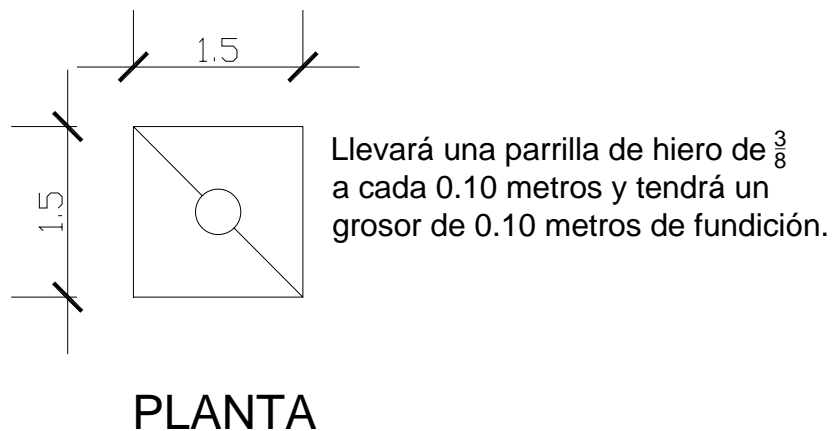 1.5
1.5
Llevará una parrilla de hiero de 3/8
a cada 0.10 metros y tendrá un
grosor de 0.10 metros de fundición.
PLANTA